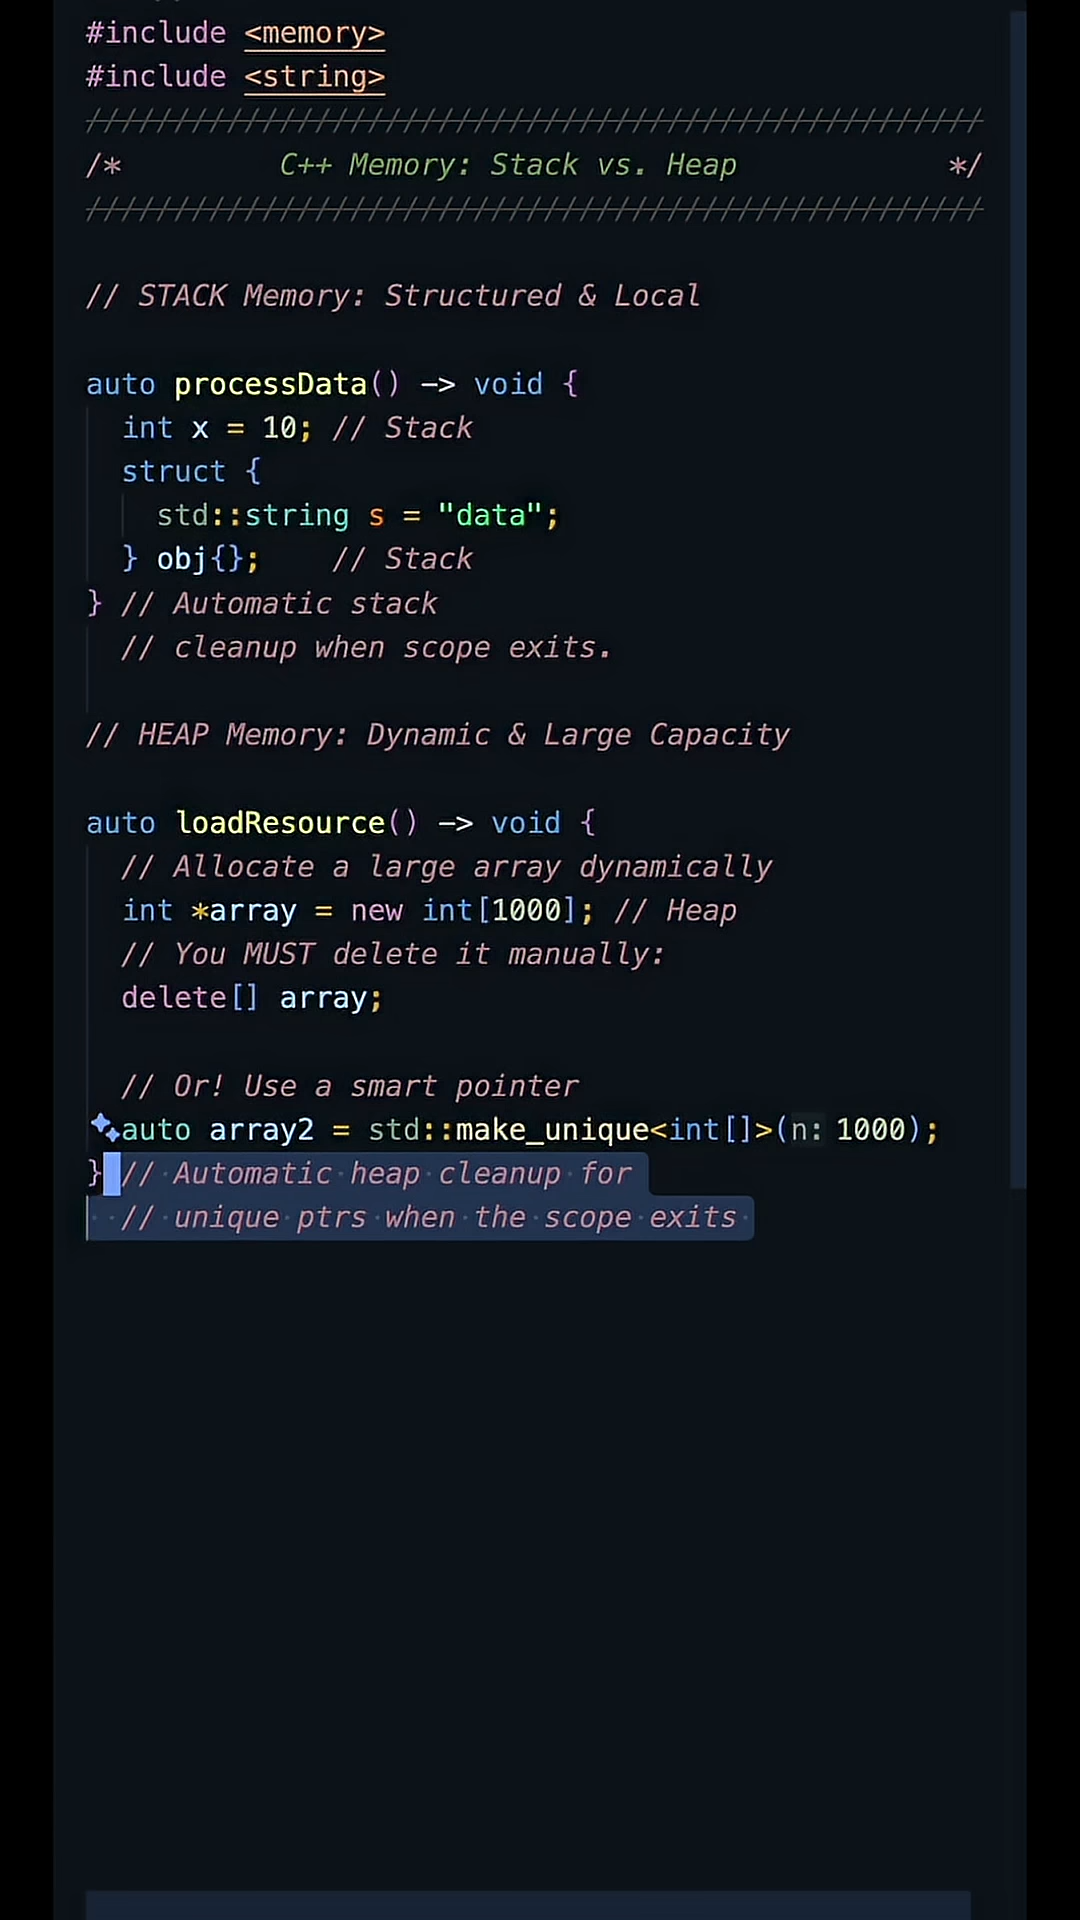 #include <memory>
#include <string>
///////////////////////////////////////////////////
/*         C++ Memory: Stack vs. Heap            */
///////////////////////////////////////////////////
// STACK Memory: Structured & Local
auto processData() -> void {
  int x = 10; // Stack
  struct {
    std::string s = "data";
  } obj{};    // Stack
} // Automatic stack
  // cleanup when scope exits.
// HEAP Memory: Dynamic & Large Capacity
auto loadResource() -> void {
  // Allocate a large array dynamically
  int *array = new int[1000]; // Heap
  // You MUST delete it manually:
  delete[] array;
  // Or! Use a smart pointer
  auto array2 = std::make_unique<int[]>(n: 1000);
} // Automatic heap cleanup for
  // unique ptrs when the scope exits